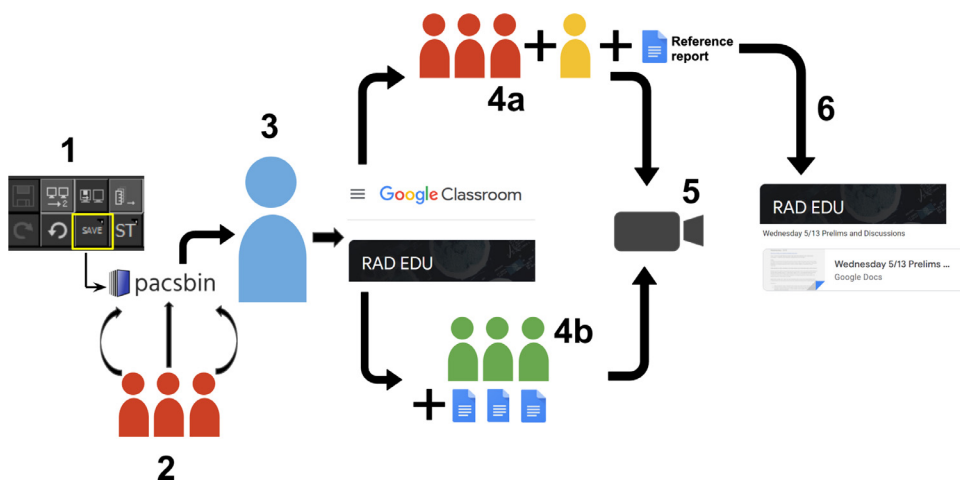 1
→2
SAVE
ST
pacsbin
2
3
Google Classroom
RAD EDU
4a
Reference
report
4b
5
6
RAD EDU
Wednesday 5/13 Prelims and Discussions
Wednesday 5/13 Prelims ...
Google Docs